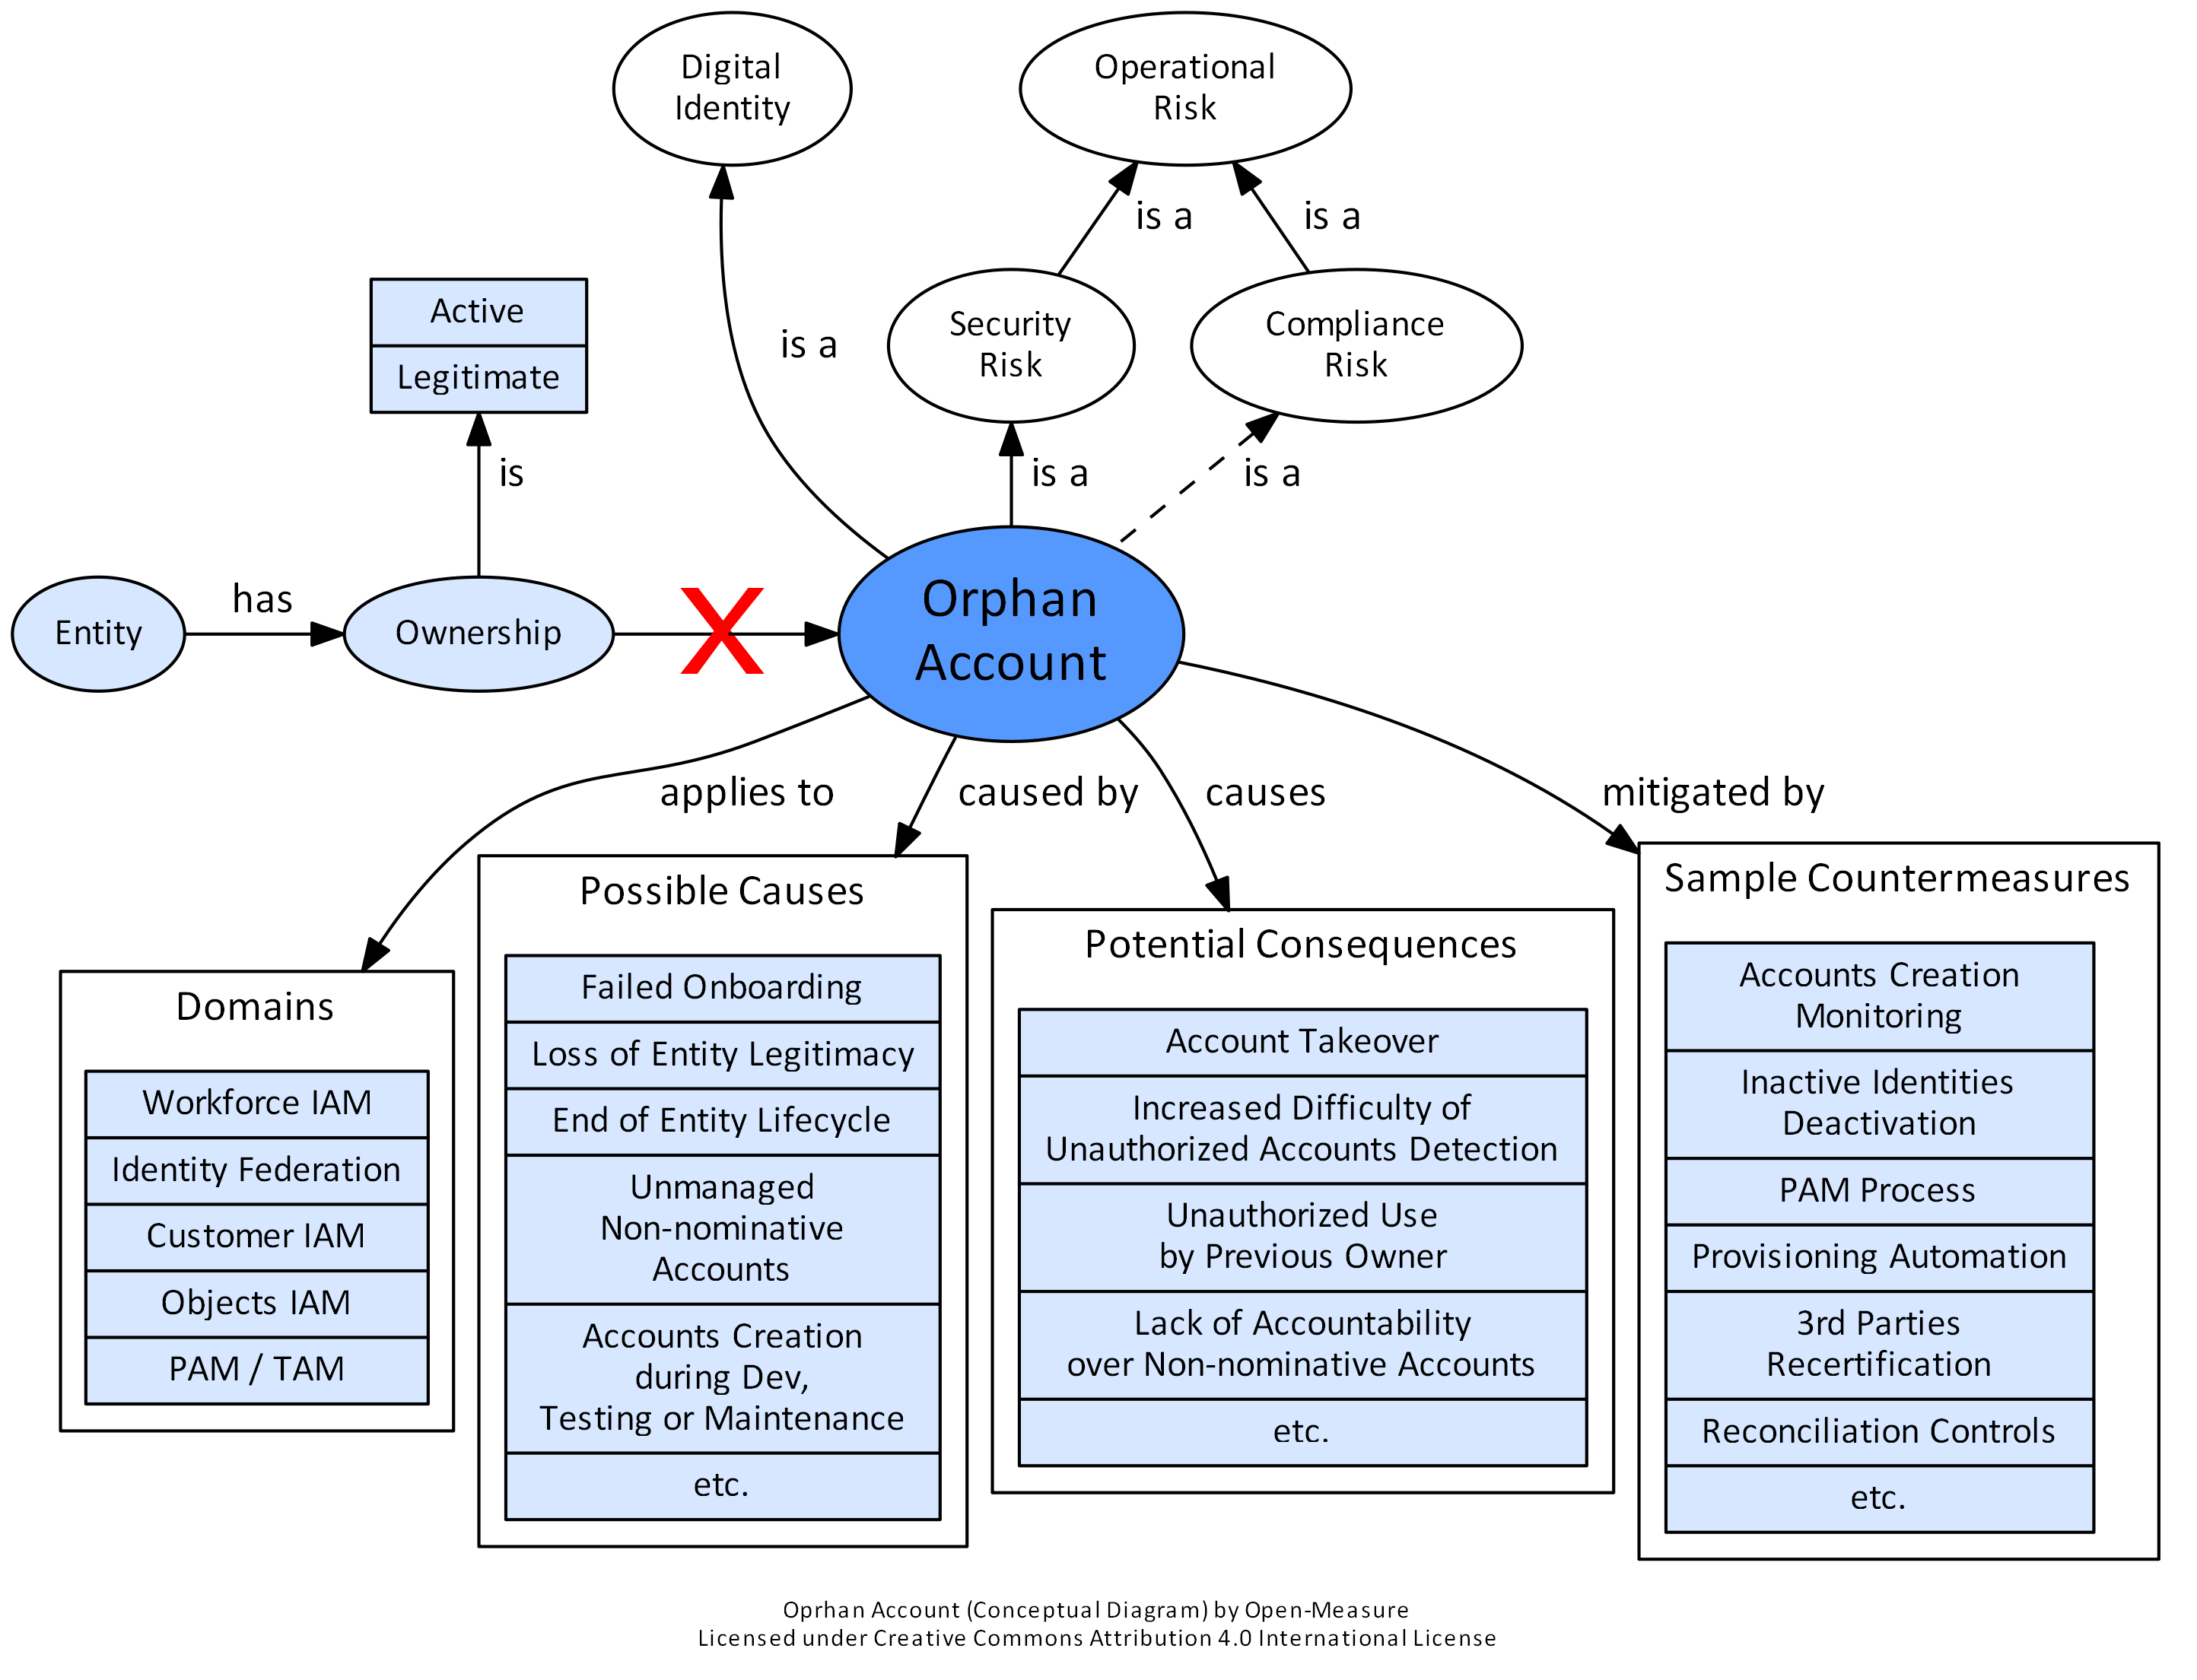 Digital
Identity
Operational
Risk
is a
is a
Active
Legitimate
is a
Security
Risk
Compliance
Risk
is
is a
is a
Entity
has
Ownership
X
Orphan
Account
applies to
caused by
causes
mitigated by
Domains
Workforce IAM
Identity Federation
Customer IAM
Objects IAM
PAM / TAM
Possible Causes
Failed Onboarding
Loss of Entity Legitimacy
End of Entity Lifecycle
Unmanaged
Non-nominative
Accounts
Accounts Creation
during Dev,
Testing or Maintenance
etc.
Potential Consequences
Account Takeover
Increased Difficulty of
Unauthorized Accounts Detection
Unauthorized Use
by Previous Owner
Lack of Accountability
over Non-nominative Accounts
etc.
Sample Countermeasures
Accounts Creation
Monitoring
Inactive Identities
Deactivation
PAM Process
Provisioning Automation
3rd Parties
Recertification
Reconciliation Controls
etc.
Oprhan Account (Conceptual Diagram) by Open-Measure
Licensed under Creative Commons Attribution 4.0 International License